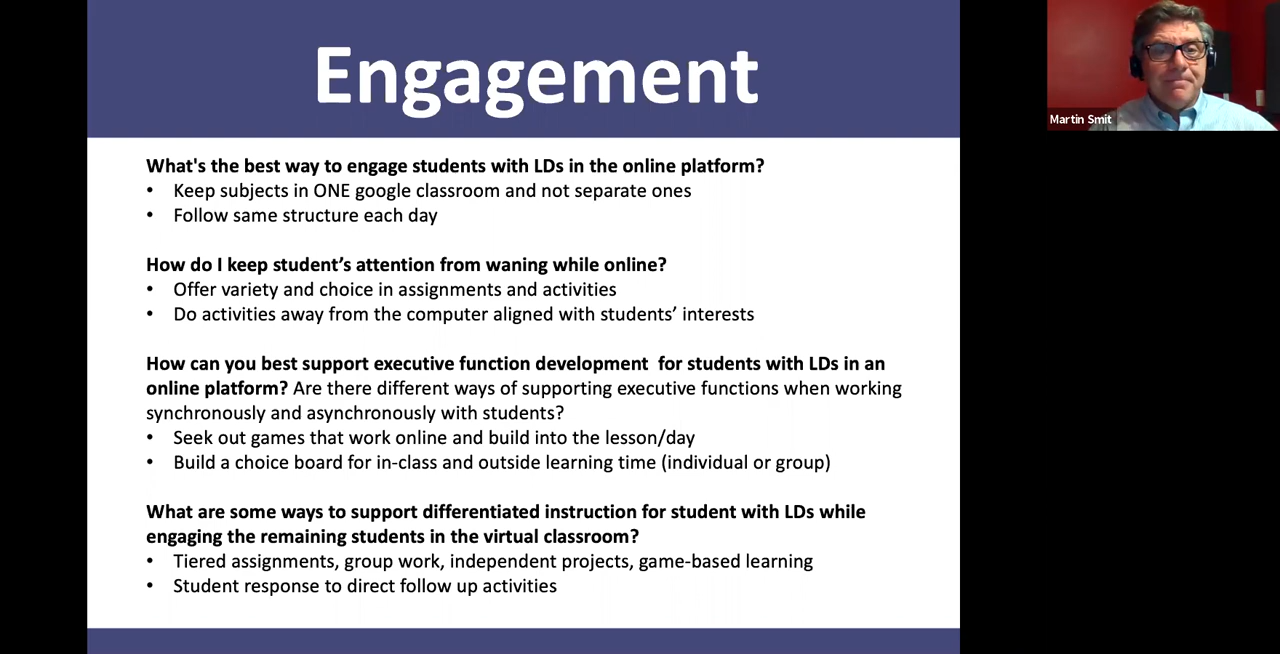 Engagement
Martin Smit
What's the best way to engage students with LDs in the online platform?
• Keep subjects in ONE google classroom and not separate ones
• Follow same structure each day
How do I keep student’s attention from waning while online?
• Offer variety and choice in assignments and activities
• Do activities away from the computer aligned with students’ interests
How can you best support executive function development  for students with LDs in an
online platform? Are there different ways of supporting executive functions when working
synchronously and asynchronously with students?
• Seek out games that work online and build into the lesson/day
• Build a choice board for in-class and outside learning time (individual or group)
What are some ways to support differentiated instruction for student with LDs while
engaging the remaining students in the virtual classroom?
• Tiered assignments, group work, independent projects, game-based learning
• Student response to direct follow up activities